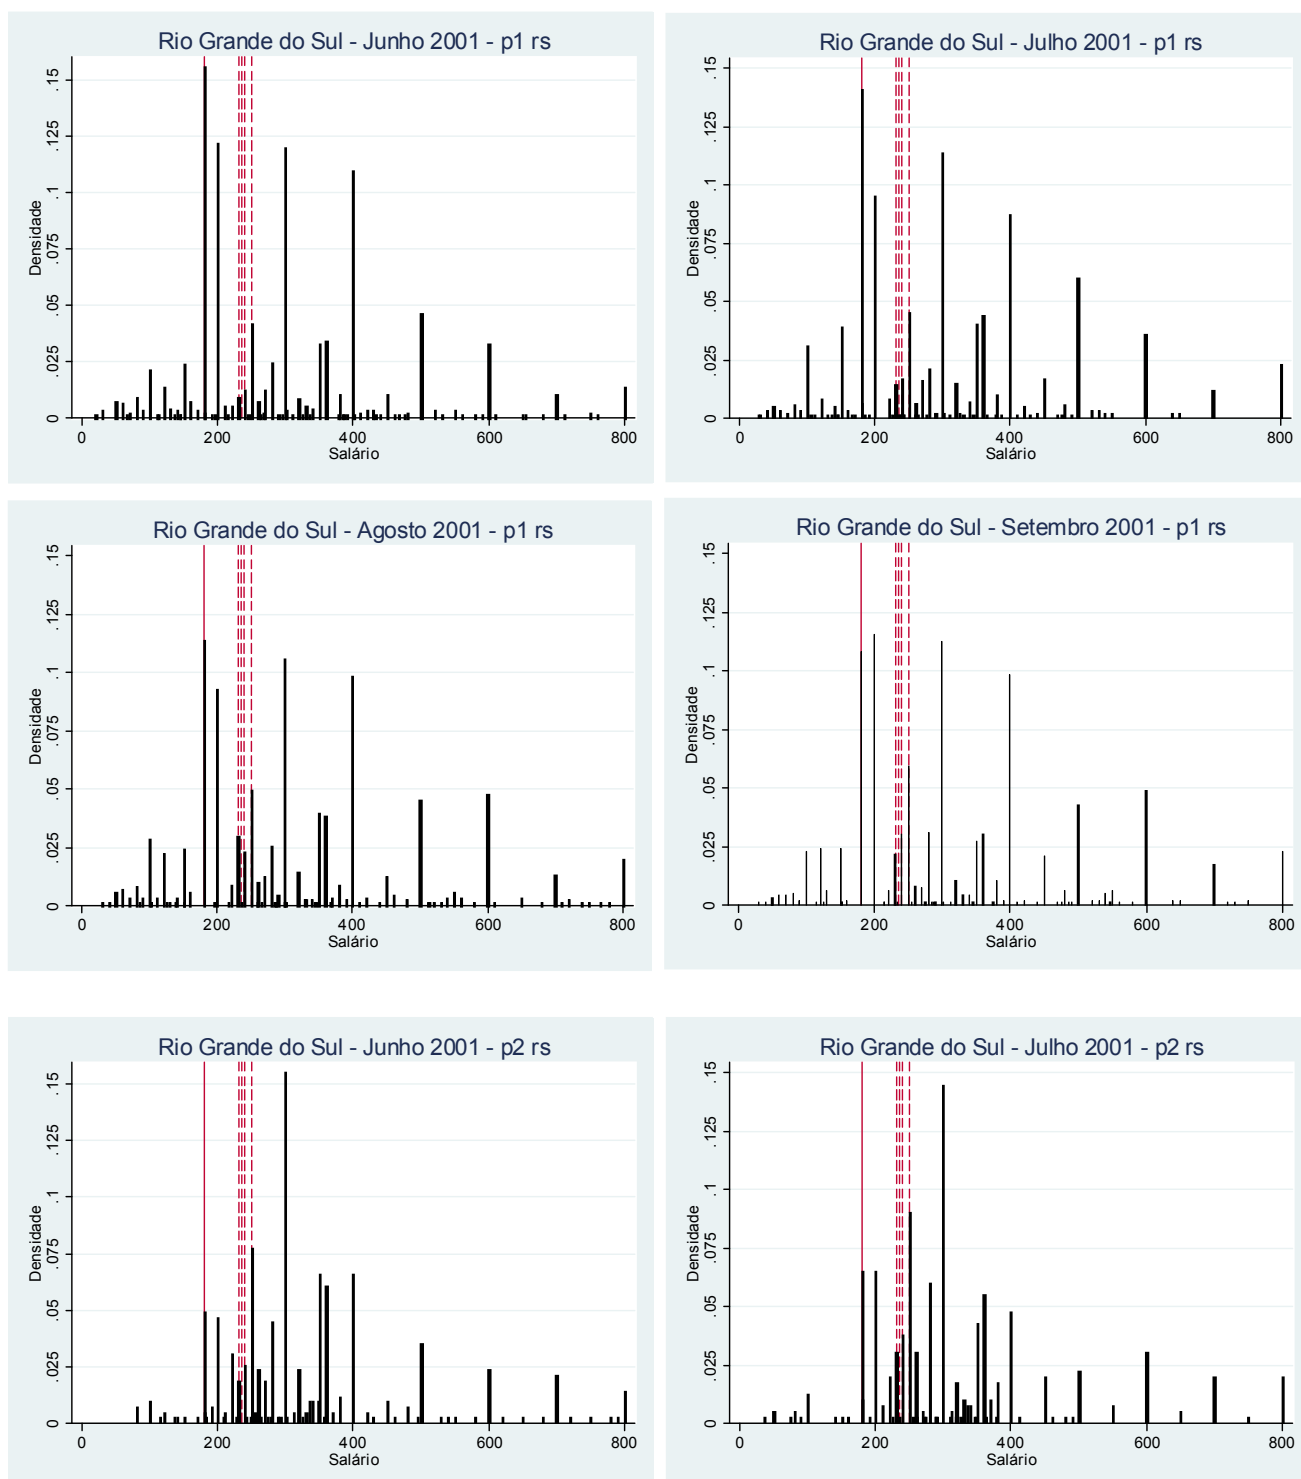 Rio Grande do Sul - Junho 2001 - p1 rs
Densidade
0 .025 .05 .075 .1 .125 .15
0 200 400 600 800
Salário
Rio Grande do Sul - Julho 2001 - p1 rs
Densidade
0 .025 .05 .075 .1 .125 .15
0 200 400 600 800
Salário
Rio Grande do Sul - Agosto 2001 - p1 rs
Densidade
0 .025 .05 .075 .1 .125 .15
0 200 400 600 800
Salário
Rio Grande do Sul - Setembro 2001 - p1 rs
Densidade
0 .025 .05 .075 .1 .125 .15
0 200 400 600 800
Salário
Rio Grande do Sul - Junho 2001 - p2 rs
Densidade
0 .025 .05 .075 .1 .125 .15
0 200 400 600 800
Salário
Rio Grande do Sul - Julho 2001 - p2 rs
Densidade
0 .025 .05 .075 .1 .125 .15
0 200 400 600 800
Salário